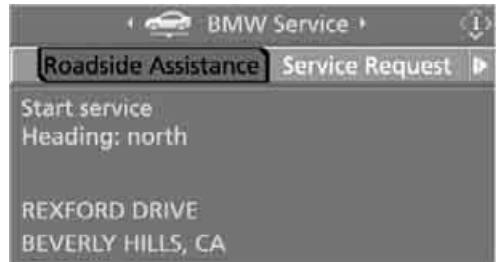 BMW Service
Roadside Assistance Service Request
Start service
Heading: north
REXFORD DRIVE
BEVERLY HILLS, CA